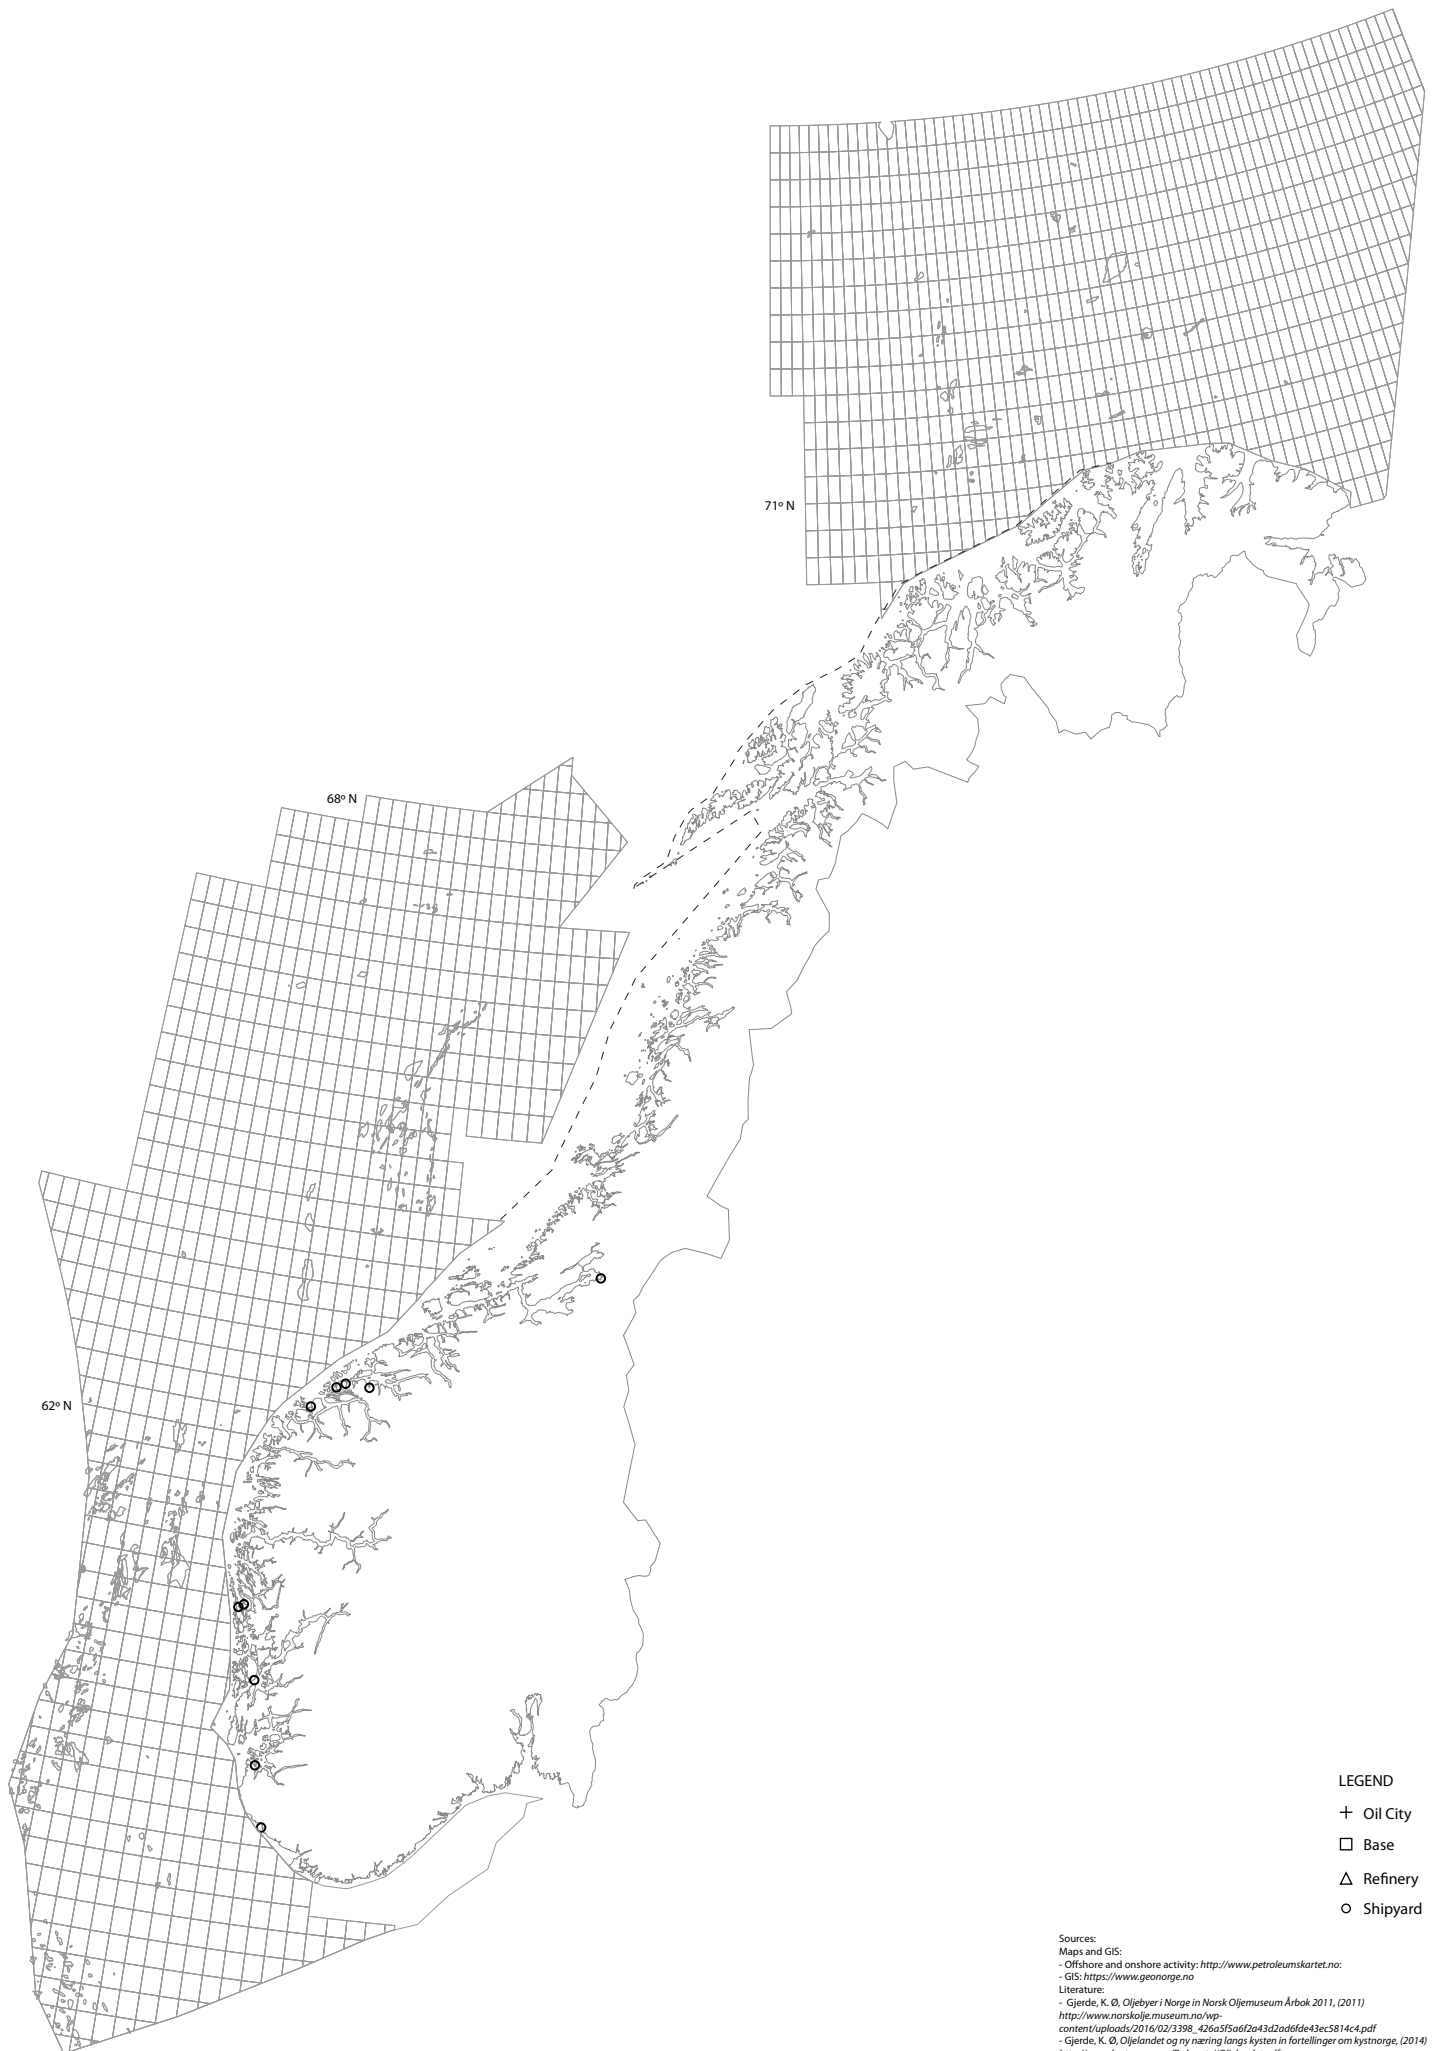 71º N
68º N
62º N
LEGEND
Oil City
Base
Refinery
Shipyard
Sources:
Maps and GIS:
- Offshore and onshore activity: http://www.petroleumskartet.no:
- GIS: https://www.geonorge.no
Literature:
- Gjerde, K. Ø, Oljebyer i Norge in Norsk Oljemuseum Årbok 2011, (2011)
http://www.norskolje.museum.no/wp-
content/uploads/2016/02/3398_426a5f5a6f2a43d2ad6fde43ec5814c4.pdf
- Gjerde, K. Ø, Oljelandet og ny næring langs kysten in fortellinger om kystnorge, (2014)